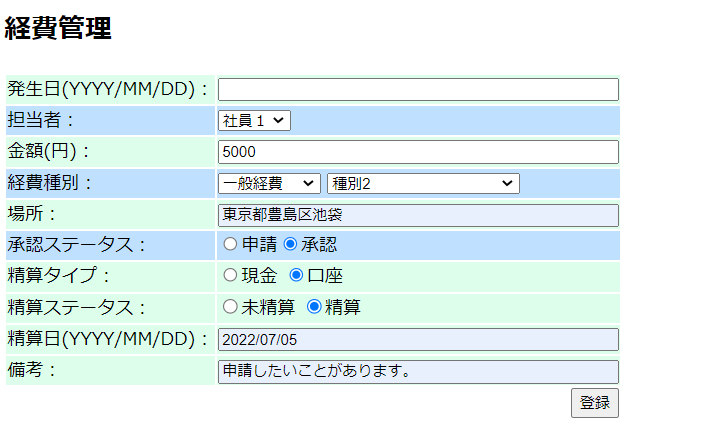 経費管理
発生日(YYYY/MM/DD)：
担当者： 社員１
金額(円)： 5000
経費種別： 一般経費 種別2
場所： 東京都豊島区池袋
承認ステータス： 申請 承認
精算タイプ： 現金 口座
精算ステータス： 未精算 精算
精算日(YYYY/MM/DD)： 2022/07/05
備考： 申請したいことがあります。
登録